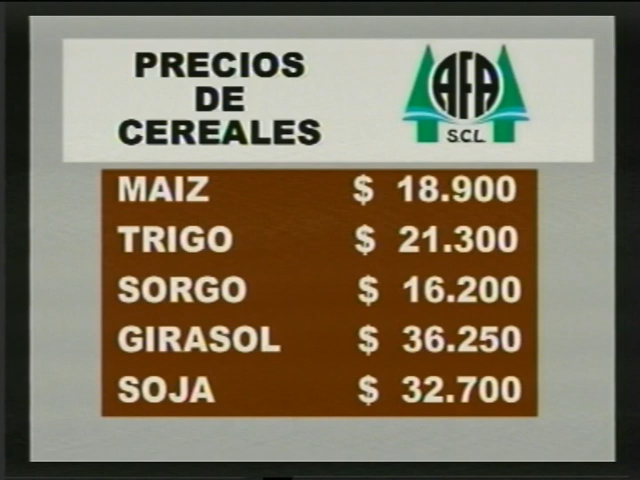 PRECIOS
DE
CEREALES
AFA
S.C.L.
MAIZ $ 18.900
TRIGO $ 21.300
SORGO $ 16.200
GIRASOL $ 36.250
SOJA $ 32.700